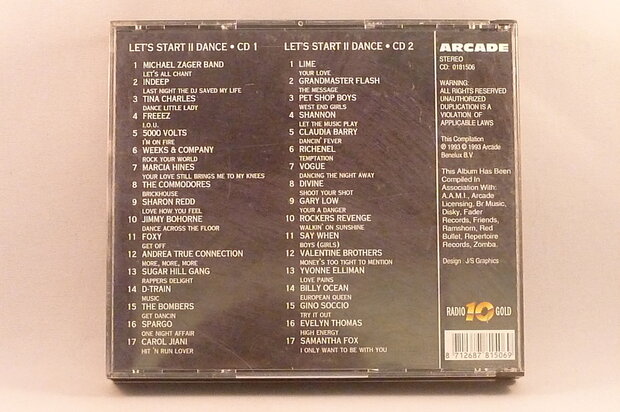 LET'S START II DANCE • CD 1
1 MICHAEL ZAGER BAND
LET'S ALL CHANT
2 INDEEP
LAST NIGHT THE DJ SAVED MY LIFE
3 TINA CHARLES
DANCE LITTLE LADY
4 FREEEZ
I.O.U.
5 5000 VOLTS
I'M ON FIRE
6 WEEKS & COMPANY
ROCK YOUR WORLD
7 MARCIA HINES
YOUR LOVE STILL BRINGS ME TO MY KNEES
8 THE COMMODORES
BRICKHOUSE
9 SHARON REDD
LOVE HOW YOU FEEL
10 JIMMY BOHORNE
DANCE ACROSS THE FLOOR
11 FOXY
GET OFF
12 ANDREA TRUE CONNECTION
MORE, MORE, MORE
13 SUGAR HILL GANG
RAPPERS DELIGHT
14 D-TRAIN
MUSIC
15 THE BOMBERS
GET DANCIN
16 SPARGO
ONE NIGHT AFFAIR
17 CAROL JIANI
HIT 'N RUN LOVER
LET'S START II DANCE • CD 2
1 LIME
YOUR LOVE
2 GRANDMASTER FLASH
THE MESSAGE
3 PET SHOP BOYS
WEST END GIRLS
4 SHANNON
LET THE MUSIC PLAY
5 CLAUDIA BARRY
DANCIN' FEVER
6 RICHENEL
TEMPTATION
7 VOGUE
DANCING THE NIGHT AWAY
8 DIVINE
SHOOT YOUR SHOT
9 GARY LOW
YOUR A DANGER
10 ROCKERS REVENGE
WALKIN' ON SUNSHINE
11 SAY WHEN
BOYS (GIRLS)
12 VALENTINE BROTHERS
MONEY'S TOO TIGHT TO MENTION
13 YVONNE ELLIMAN
LOVE PAINS
14 BILLY OCEAN
EUROPEAN QUEEN
15 GINO SOCCIO
TRY IT OUT
16 EVELYN THOMAS
HIGH ENERGY
17 SAMANTHA FOX
I ONLY WANT TO BE WITH YOU
ARCADE
STEREO
CD: 0181506
WARNING:
ALL RIGHTS RESERVED
UNAUTHORIZED
DUPLICATION IS A
VIOLATION OF
APPLICABLE LAWS
This Compilation
℗ 1993 © 1993 Arcade
Benelux B.V
This Album Has Been
Compiled In
Association With:
A.A.M.I., Arcade
Licensing, Br Music,
Disky, Fader
Records, Friends,
Ramshorn, Red
Bullet, Repertoire
Records, Zomba.
Design : J/S Graphics
RADIO 10 GOLD
8 712687 815069